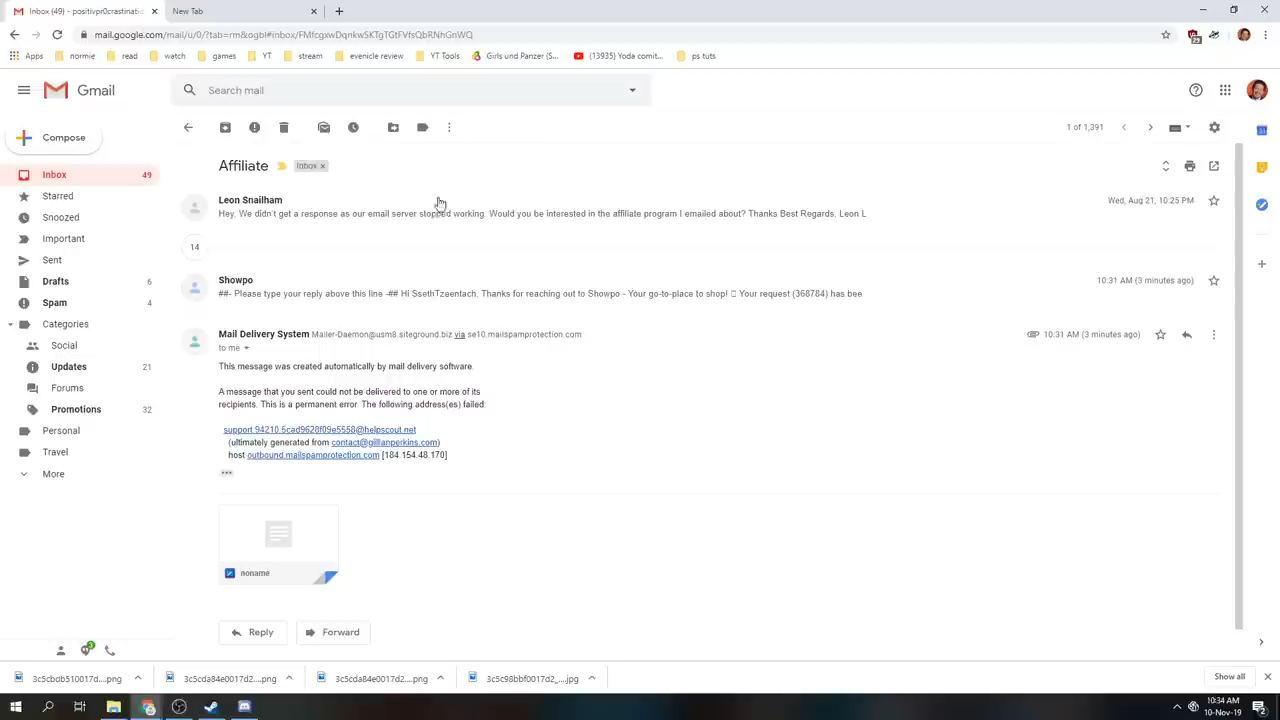 Inbox (49) - positivpr0crastinati
New Tab
mail.google.com/mail/u/0/?tab=rm&ogbl#inbox/FMfcgxwDqnkwSKTgTGtFVfsQbRNhGnWQ
Apps normie read watch games YT stream evenicle review YT Tools Girls und Panzer (S... (13935) Yoda comit... ps tuts
Gmail
Search mail
Compose
1 of 1,391
Affiliate Inbox x
Inbox 49
Starred
Snoozed
Important
Sent
Drafts 6
Spam 4
Categories
Social
Updates 21
Forums
Promotions 32
Personal
Travel
More
Leon Snailham
Wed, Aug 21, 10:25 PM
Hey, We didn't get a response as our email server stopped working. Would you be interested in the affiliate program I emailed about? Thanks Best Regards, Leon L
14
Showpo
10:31 AM (3 minutes ago)
##- Please type your reply above this line -## Hi SsethTzeentach, Thanks for reaching out to Showpo - Your go-to-place to shop! Your request (368784) has bee
Mail Delivery System Mailer-Daemon@usm8.siteground.biz via se10.mailspamprotection.com
10:31 AM (3 minutes ago)
to me
This message was created automatically by mail delivery software.
A message that you sent could not be delivered to one or more of its
recipients. This is a permanent error. The following address(es) failed:
support.94210.5cad9628f09e5558@helpscout.net
(ultimately generated from contact@gillianperkins.com)
host outbound.mailspamprotection.com [184.154.48.170]
noname
Reply
Forward
3c5cbdb510017d....png
3c5cda84e0017d2....png
3c5cda84e0017d2....png
3c5c98bbf0017d2_...jpg
Show all
10:34 AM
10-Nov-19